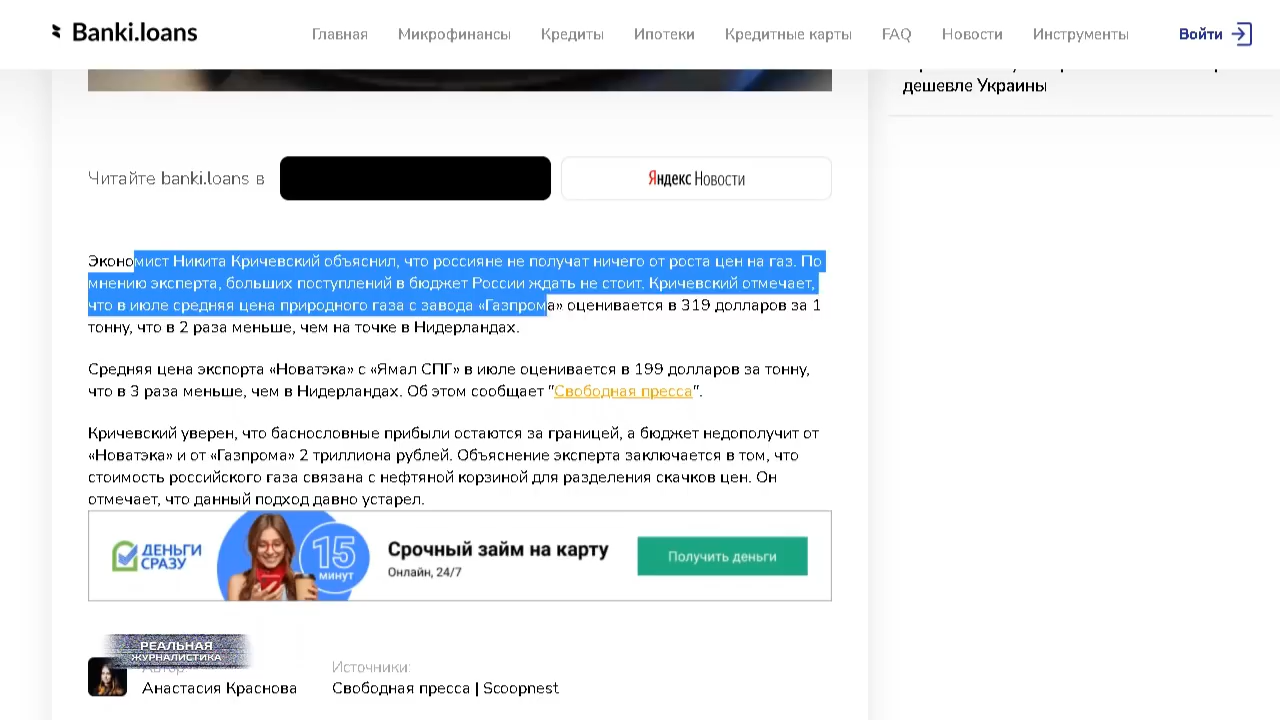 Banki.loans
Главная
Микрофинансы
Кредиты
Ипотеки
Кредитные карты
FAQ
Новости
Инструменты
Войти
дешевле Украины
Читайте banki.loans в
Яндекс Новости
Экономист Никита Кричевский объяснил, что россияне не получат ничего от роста цен на газ. По
мнению эксперта, больших поступлений в бюджет России ждать не стоит. Кричевский отмечает,
что в июле средняя цена природного газа с завода «Газпрома» оценивается в 319 долларов за 1
тонну, что в 2 раза меньше, чем на точке в Нидерландах.
Средняя цена экспорта «Новатэка» с «Ямал СПГ» в июле оценивается в 199 долларов за тонну,
что в 3 раза меньше, чем в Нидерландах. Об этом сообщает "Свободная пресса".
Кричевский уверен, что баснословные прибыли остаются за границей, а бюджет недополучит от
«Новатэка» и от «Газпрома» 2 триллиона рублей. Объяснение эксперта заключается в том, что
стоимость российского газа связана с нефтяной корзиной для разделения скачков цен. Он
отмечает, что данный подход давно устарел.
ДЕНЬГИ
СРАЗУ
15
МИНУТ
Срочный займ на карту
Онлайн, 24/7
Получить деньги
РЕАЛЬНАЯ
ЖУРНАЛИСТИКА
Автор:
Анастасия Краснова
Источники:
Свободная пресса | Scoopnest